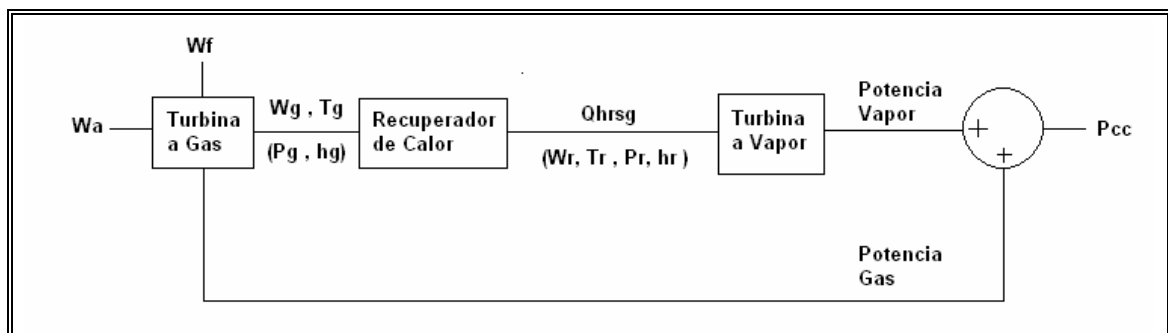 Wf
Wa
Turbina
a Gas
Wg , Tg
(Pg , hg)
Recuperador
de Calor
Qhrsg
(Wr, Tr , Pr, hr )
Turbina
a Vapor
Potencia
Vapor
+
+
Pcc
Potencia
Gas